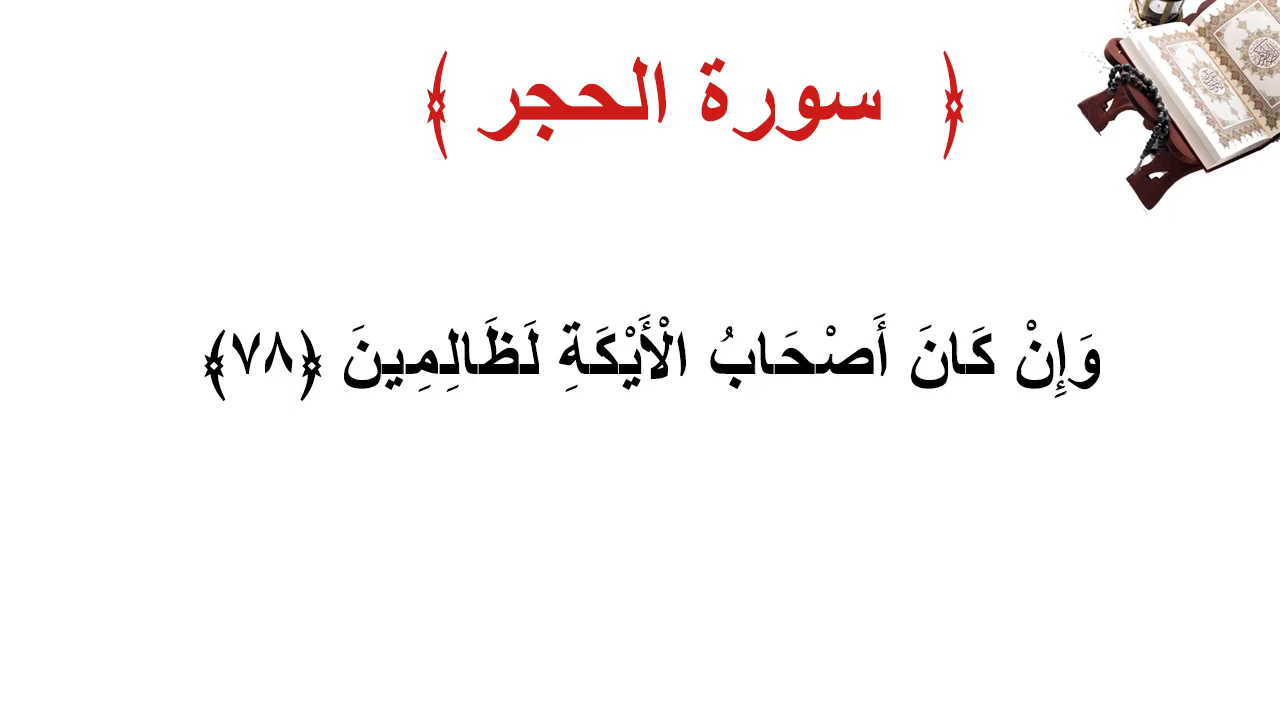 ﴿ سورة الحجر ﴾
وَإِنْ كَانَ أَصْحَابُ الْأَيْكَةِ لَظَالِمِينَ ﴿٧٨﴾